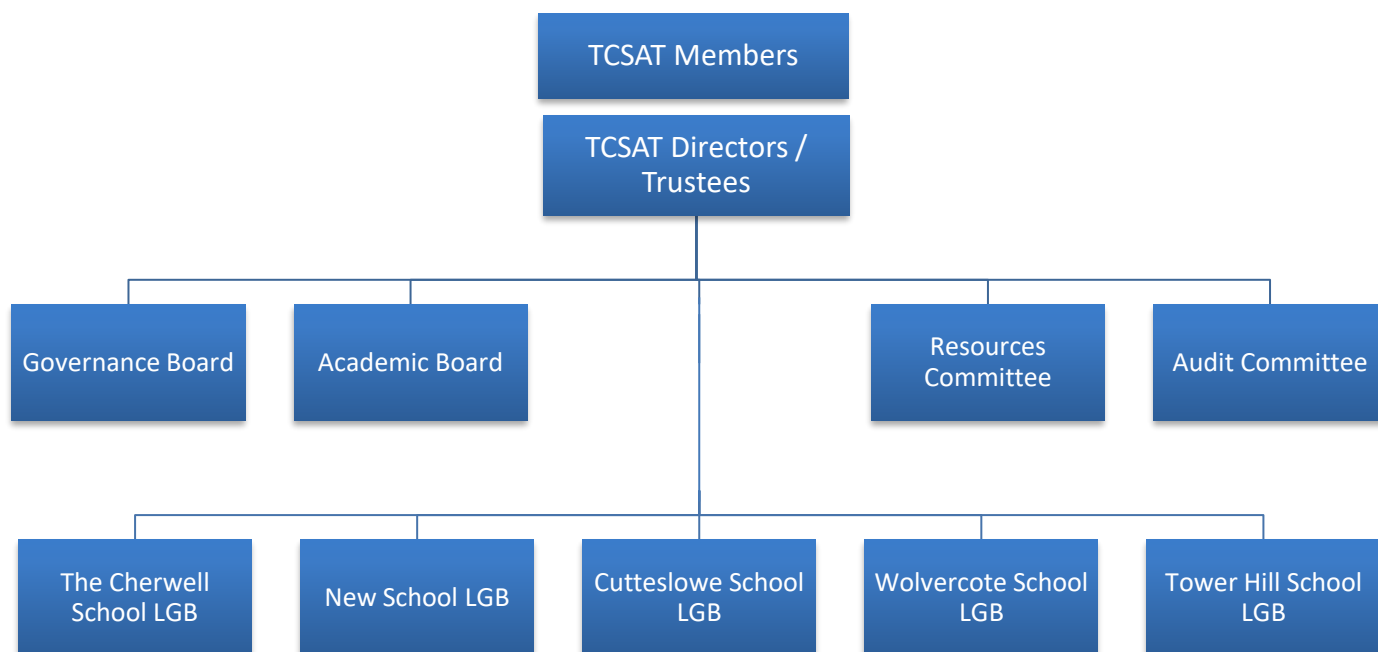 TCSAT Members
TCSAT Directors /
Trustees
Governance Board
Academic Board
Resources
Committee
Audit Committee
The Cherwell
School LGB
New School LGB
Cutteslowe School
LGB
Wolvercote School
LGB
Tower Hill School
LGB